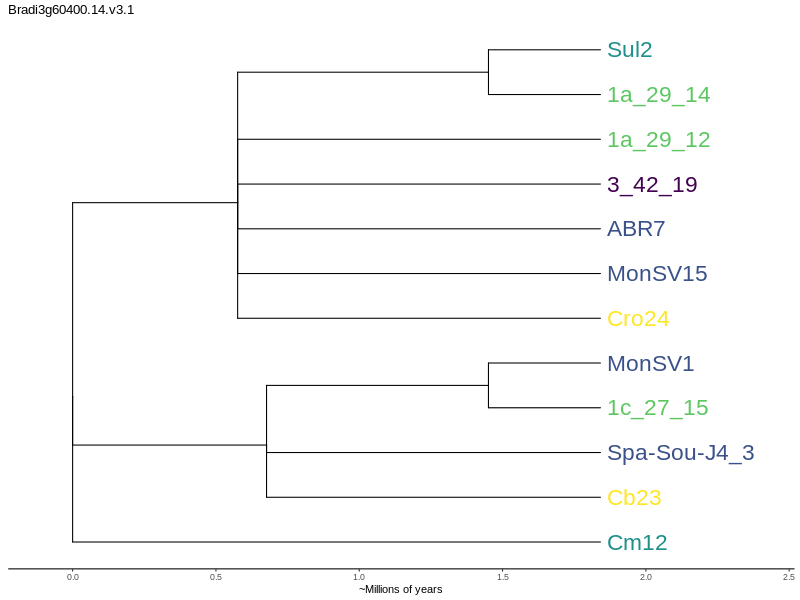 Bradi3g60400.14.v3.1
Sul2
1a_29_14
1a_29_12
3_42_19
ABR7
MonSV15
Cro24
MonSV1
1c_27_15
Spa-Sou-J4_3
Cb23
Cm12
0.0 0.5 1.0 1.5 2.0 2.5
~Millions of years